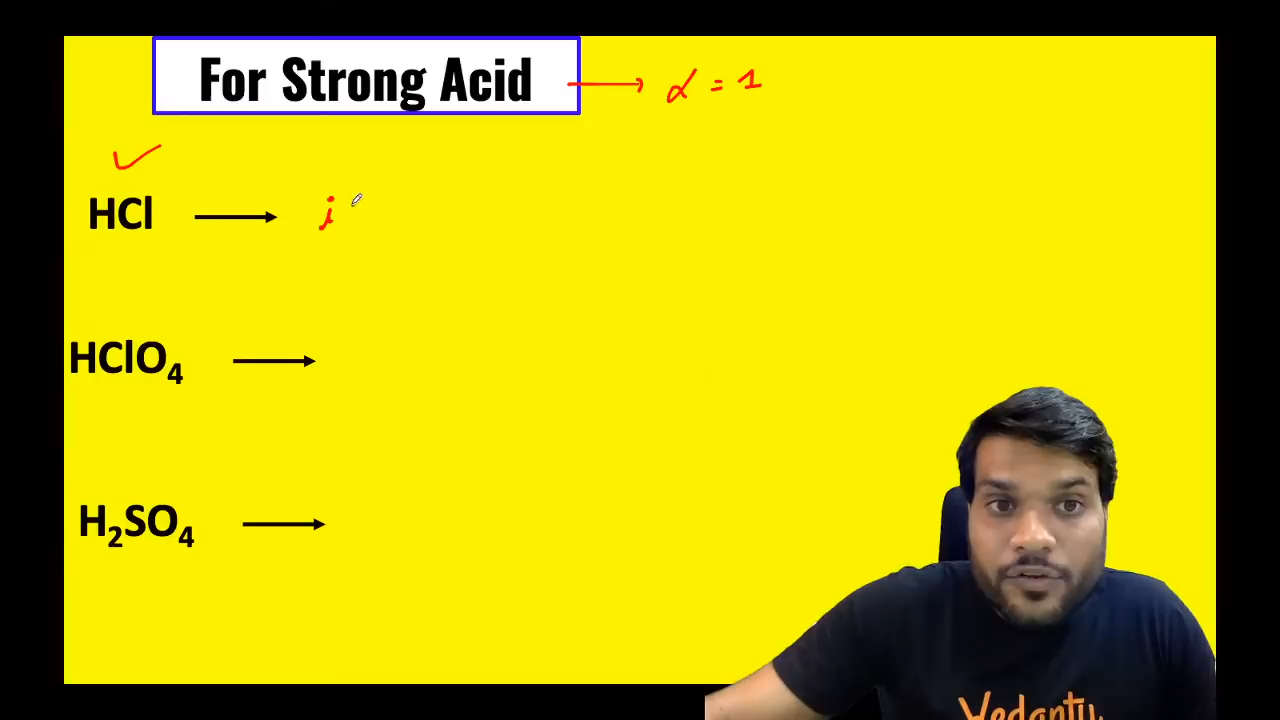 For Strong Acid → α = 1
HCl → i
HClO₄ →
H₂SO₄ →
Vedantu